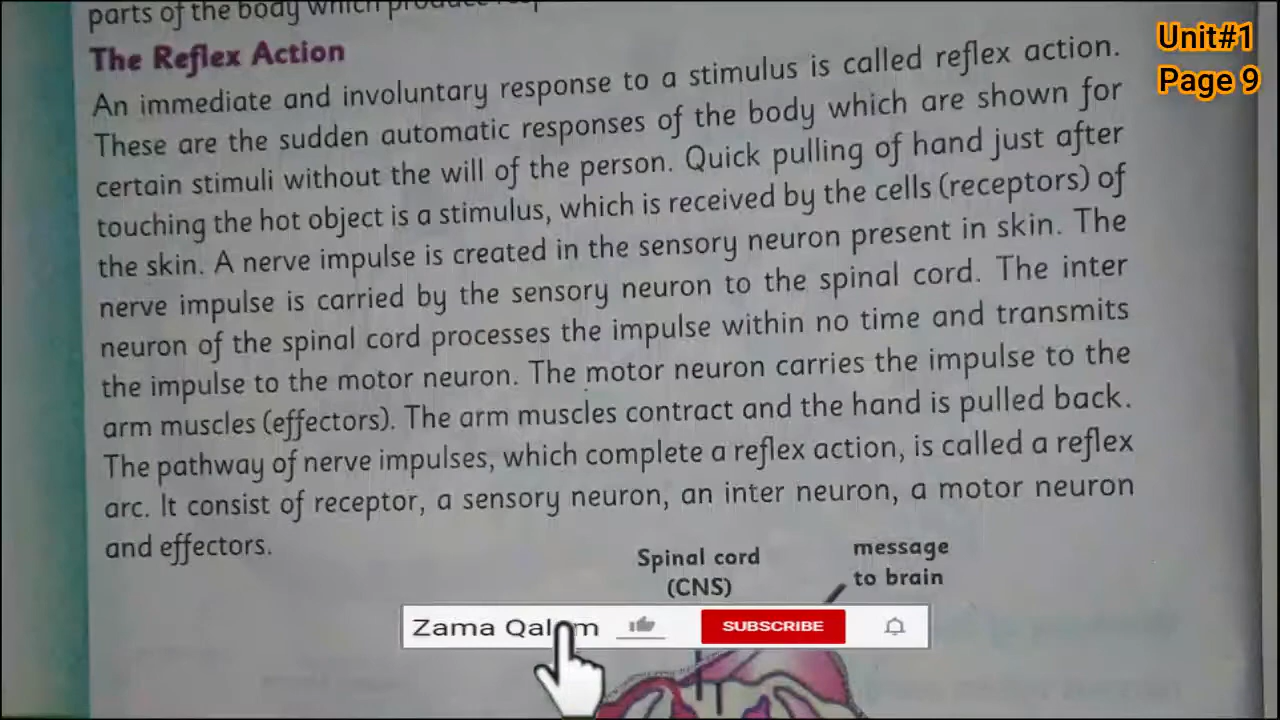 parts of the body which
The Reflex Action
An immediate and involuntary response to a stimulus is called reflex action.
These are the sudden automatic responses of the body which are shown for
certain stimuli without the will of the person. Quick pulling of hand just after
touching the hot object is a stimulus, which is received by the cells (receptors) of
the skin. A nerve impulse is created in the sensory neuron present in skin. The
nerve impulse is carried by the sensory neuron to the spinal cord. The inter
neuron of the spinal cord processes the impulse within no time and transmits
the impulse to the motor neuron. The motor neuron carries the impulse to the
arm muscles (effectors). The arm muscles contract and the hand is pulled back.
The pathway of nerve impulses, which complete a reflex action, is called a reflex
arc. It consist of receptor, a sensory neuron, an inter neuron, a motor neuron
and effectors.
Spinal cord
(CNS)
message
to brain
Zama Qalam
SUBSCRIBE
Unit#1
Page 9